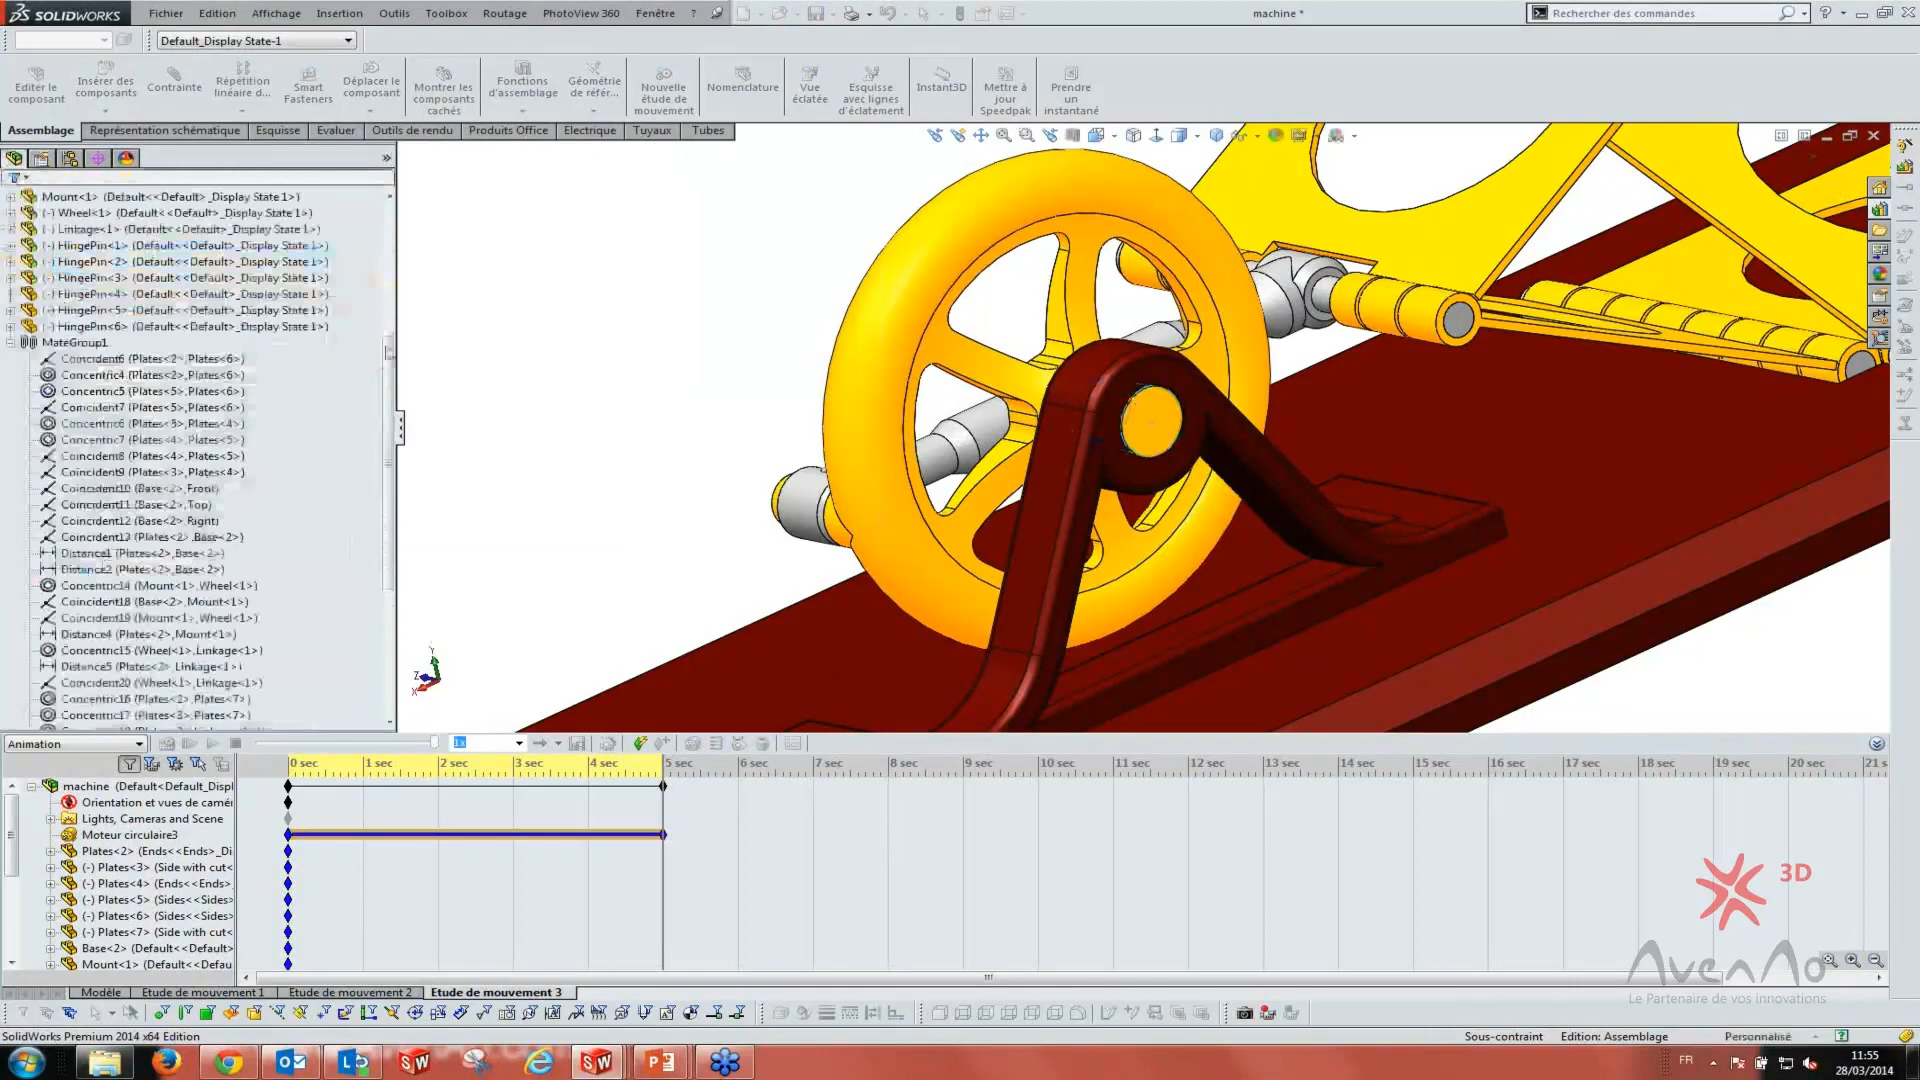 SOLIDWORKS Fichier Edition Affichage Insertion Outils Toolbox Routage PhotoView 360 Fenêtre ? machine * Rechercher des commandes
Default_Display State-1
Editer le composant
Insérer des composants
Contrainte
Répétition linéaire d...
Smart Fasteners
Déplacer le composant
Montrer les composants cachés
Fonctions d'assemblage
Géométrie de référ...
Nouvelle étude de mouvement
Nomenclature
Vue éclatée
Esquisse avec lignes d'éclatement
Instant3D
Mettre à jour Speedpak
Prendre un instantané
Assemblage Représentation schématique Esquisse Evaluer Outils de rendu Produits Office Electrique Tuyaux Tubes
Mount<1> (Default<<Default>_Display State 1>)
(-) Wheel<1> (Default<<Default>_Display State 1>)
(-) Linkage<1> (Default<<Default>_Display State 1>)
(-) HingePin<1> (Default<<Default>_Display State 1>)
(-) HingePin<2> (Default<<Default>_Display State 1>)
(-) HingePin<3> (Default<<Default>_Display State 1>)
(-) HingePin<4> (Default<<Default>_Display State 1>)
(-) HingePin<5> (Default<<Default>_Display State 1>)
(-) HingePin<6> (Default<<Default>_Display State 1>)
MateGroup1
Coincident6 (Plates<2>,Plates<6>)
Concentric4 (Plates<2>,Plates<6>)
Concentric5 (Plates<5>,Plates<6>)
Coincident7 (Plates<5>,Plates<6>)
Concentric6 (Plates<3>,Plates<4>)
Concentric7 (Plates<4>,Plates<5>)
Coincident8 (Plates<4>,Plates<5>)
Coincident9 (Plates<3>,Plates<4>)
Coincident10 (Base<2>,Front)
Coincident11 (Base<2>,Top)
Coincident12 (Base<2>,Right)
Coincident13 (Plates<2>,Base<2>)
Distance1 (Plates<2>,Base<2>)
Distance2 (Plates<2>,Base<2>)
Concentric14 (Mount<1>,Wheel<1>)
Coincident18 (Base<2>,Mount<1>)
Coincident19 (Mount<1>,Wheel<1>)
Distance4 (Plates<2>,Mount<1>)
Concentric15 (Wheel<1>,Linkage<1>)
Distance5 (Plates<2>,Linkage<1>)
Coincident20 (Wheel<1>,Linkage<1>)
Concentric16 (Plates<2>,Plates<7>)
Concentric17 (Plates<3>,Plates<7>)
Y
Z
X
Animation 1x
0 sec 1 sec 2 sec 3 sec 4 sec 5 sec 6 sec 7 sec 8 sec 9 sec 10 sec 11 sec 12 sec 13 sec 14 sec 15 sec 16 sec 17 sec 18 sec 19 sec 20 sec 21 s
machine (Default<Default_Displ
Orientation et vues de camér
Lights, Cameras and Scene
Moteur circulaire3
Plates<2> (Ends<<Ends>_Di
(-) Plates<3> (Side with cut<
(-) Plates<4> (Ends<<Ends>_
(-) Plates<5> (Sides<<Sides>
(-) Plates<6> (Sides<<Sides>
(-) Plates<7> (Side with cut<
Base<2> (Default<<Default>
Mount<1> (Default<<Defau
3D
AvenAo
Le Partenaire de vos innovations
Modèle Etude de mouvement 1 Etude de mouvement 2 Etude de mouvement 3
SolidWorks Premium 2014 x64 Edition Sous-contraint Edition: Assemblage Personnalisé
FR 11:55
28/03/2014